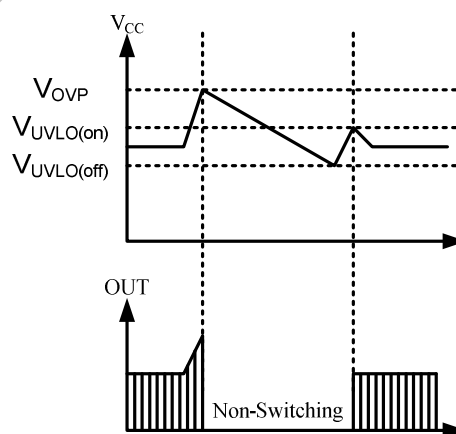 V_CC
V_OVP
V_UVLO(on)
V_UVLO(off)
OUT
Non-Switching